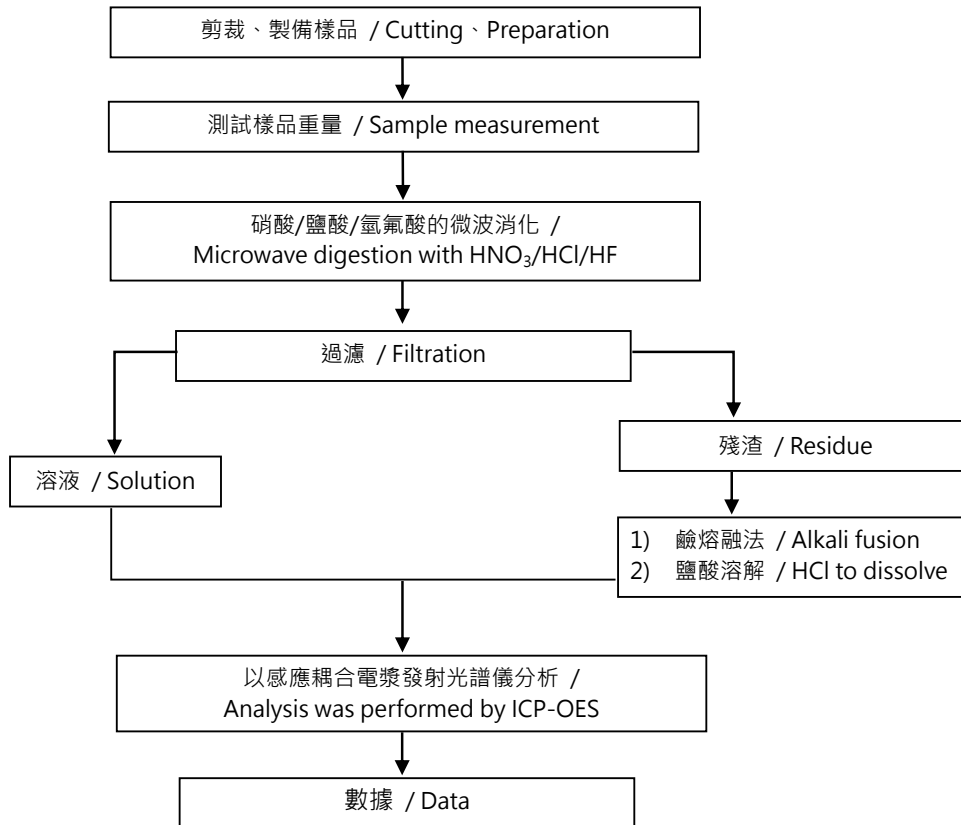 剪裁、製備樣品 / Cutting、Preparation
測試樣品重量 / Sample measurement
硝酸/鹽酸/氫氟酸的微波消化 /
Microwave digestion with HNO₃/HCl/HF
過濾 / Filtration
溶液 / Solution
殘渣 / Residue
1) 鹼熔融法 / Alkali fusion
2) 鹽酸溶解 / HCl to dissolve
以感應耦合電漿發射光譜儀分析 /
Analysis was performed by ICP-OES
數據 / Data